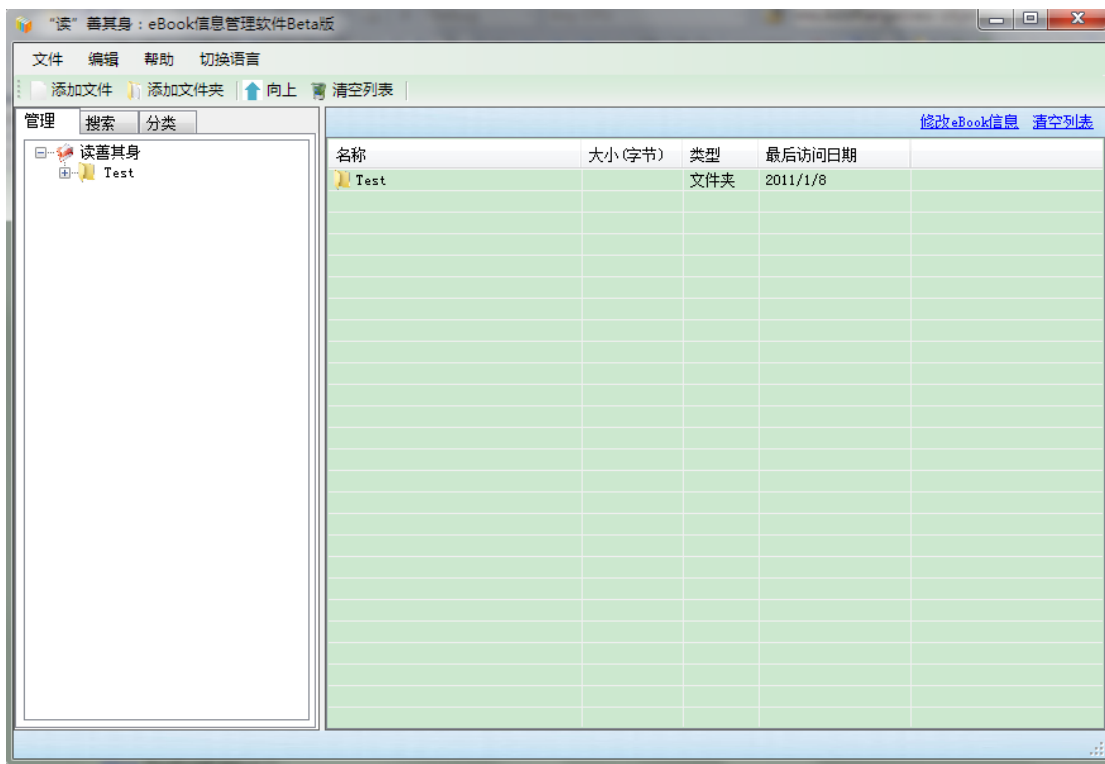 “读”善其身：eBook信息管理软件Beta版
文件 编辑 帮助 切换语言
添加文件 添加文件夹 向上 清空列表
管理 搜索 分类
修改eBook信息 清空列表
读善其身
Test
名称 大小(字节) 类型 最后访问日期
Test 文件夹 2011/1/8